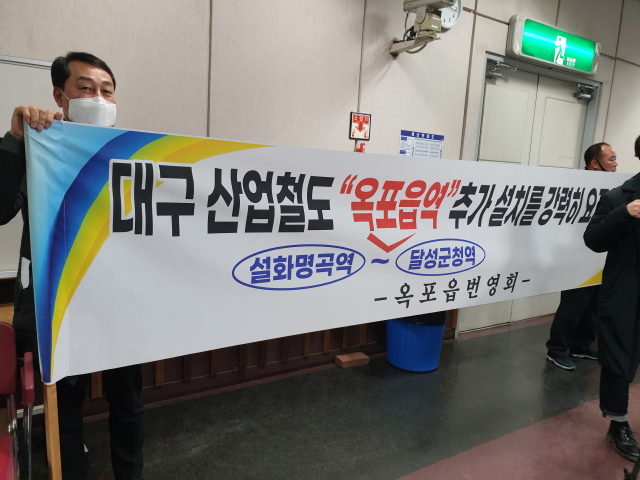 대구 산업철도 "옥포읍역" 추가 설치를 강력히 요
설화명곡역 ~ 달성군청역
- 옥포읍번영회 -